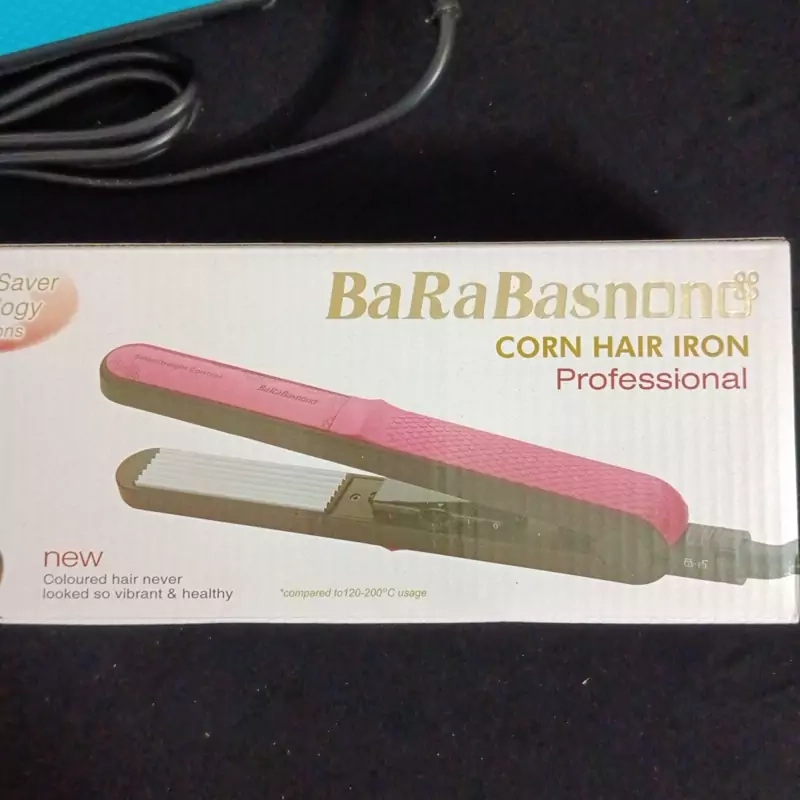 Saver
ogy
ons
BaRaBasnono
CORN HAIR IRON
Professional
BaRaBasnono
new
Coloured hair never
looked so vibrant & healthy
*compared to120-200°C usage